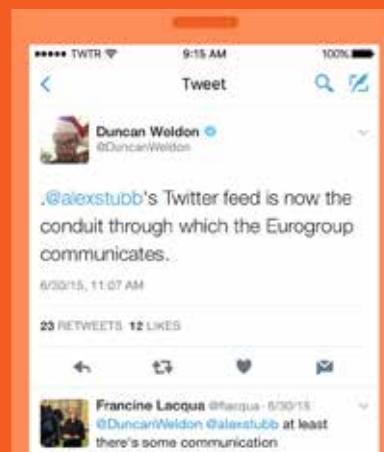 TWTR 9:15 AM 100%
Tweet
Duncan Weldon
@DuncanWeldon
.@alexstubb's Twitter feed is now the
conduit through which the Eurogroup
communicates.
6/30/15, 11:07 AM
23 RETWEETS 12 LIKES
Francine Lacqua @flacqua · 6/30/15
@DuncanWeldon @alexstubb at least
there's some communication